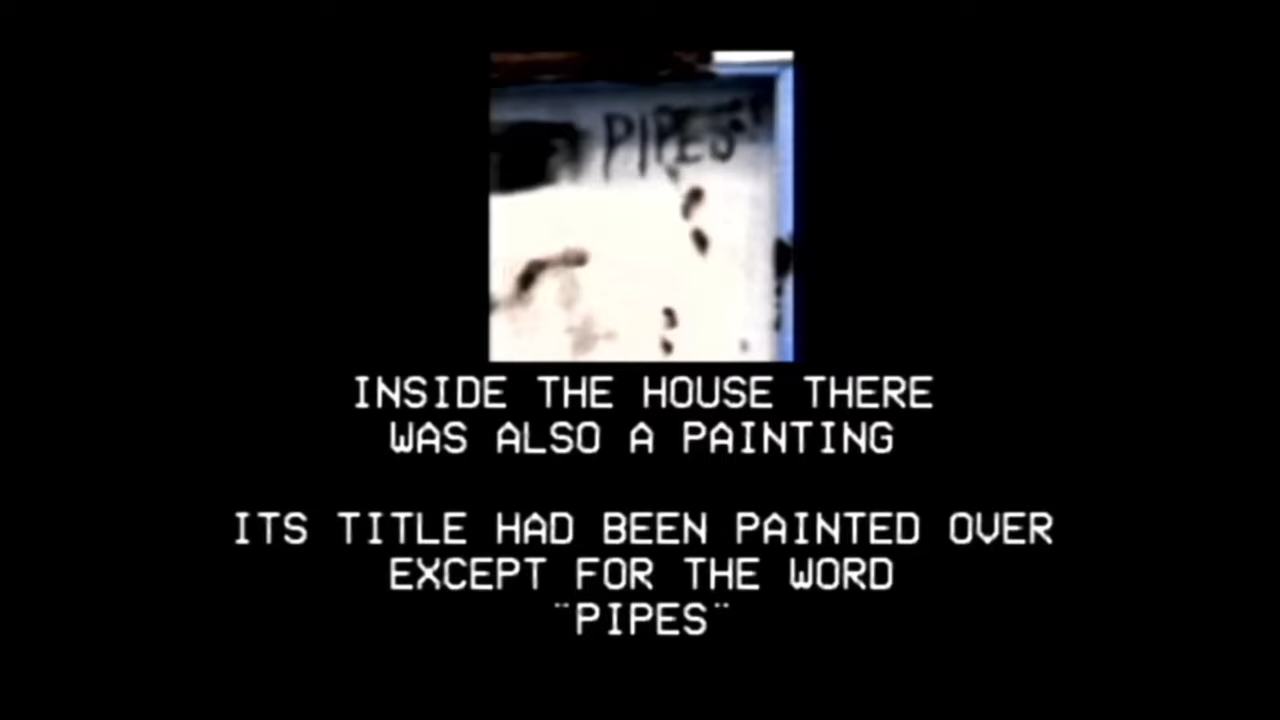 PIPES"
INSIDE THE HOUSE THERE
WAS ALSO A PAINTING
ITS TITLE HAD BEEN PAINTED OVER
EXCEPT FOR THE WORD
¨PIPES¨